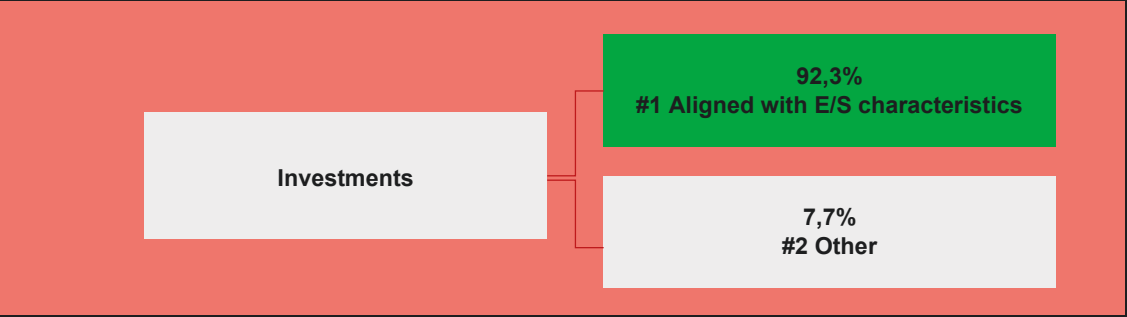 Investments
92,3%
#1 Aligned with E/S characteristics
7,7%
#2 Other